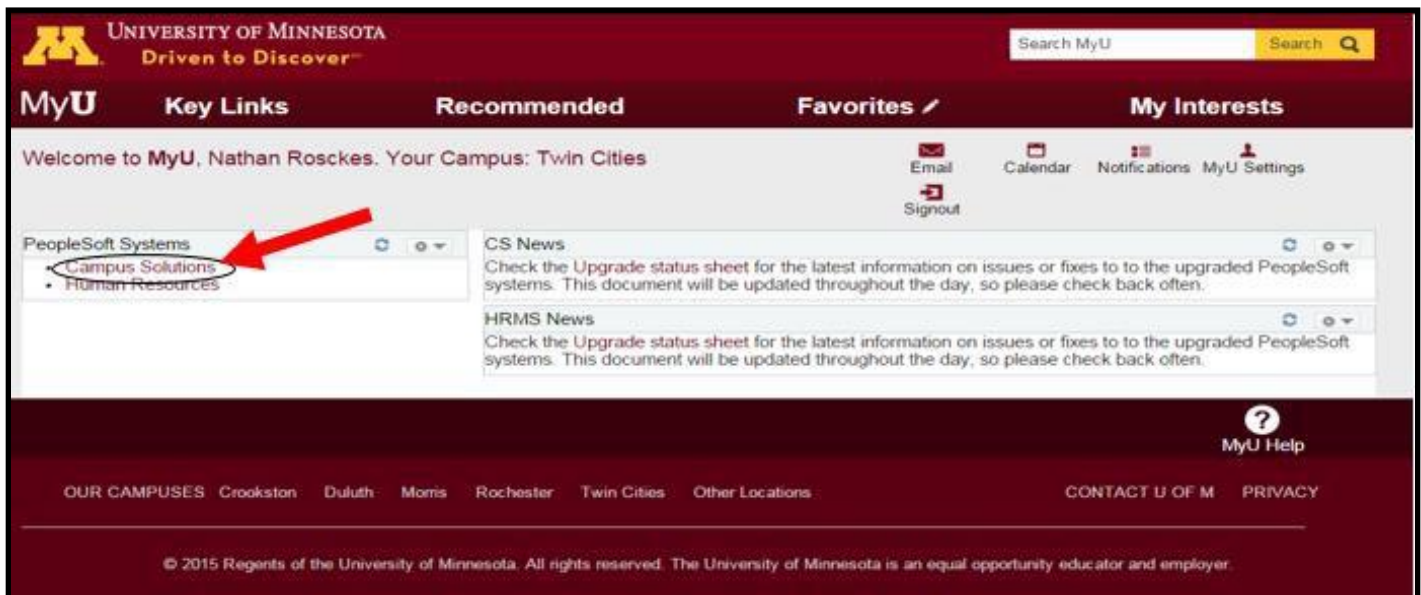 UNIVERSITY OF MINNESOTA
Driven to Discover℠
Search MyU
Search
MyU
Key Links
Recommended
Favorites
My Interests
Welcome to MyU, Nathan Rosckes. Your Campus: Twin Cities
Email
Calendar
Notifications
MyU Settings
Signout
PeopleSoft Systems
• Campus Solutions
• Human Resources
CS News
Check the Upgrade status sheet for the latest information on issues or fixes to to the upgraded PeopleSoft
systems. This document will be updated throughout the day, so please check back often.
HRMS News
Check the Upgrade status sheet for the latest information on issues or fixes to to the upgraded PeopleSoft
systems. This document will be updated throughout the day, so please check back often.
?
MyU Help
OUR CAMPUSES Crookston Duluth Morris Rochester Twin Cities Other Locations
CONTACT U OF M PRIVACY
© 2015 Regents of the University of Minnesota. All rights reserved. The University of Minnesota is an equal opportunity educator and employer.